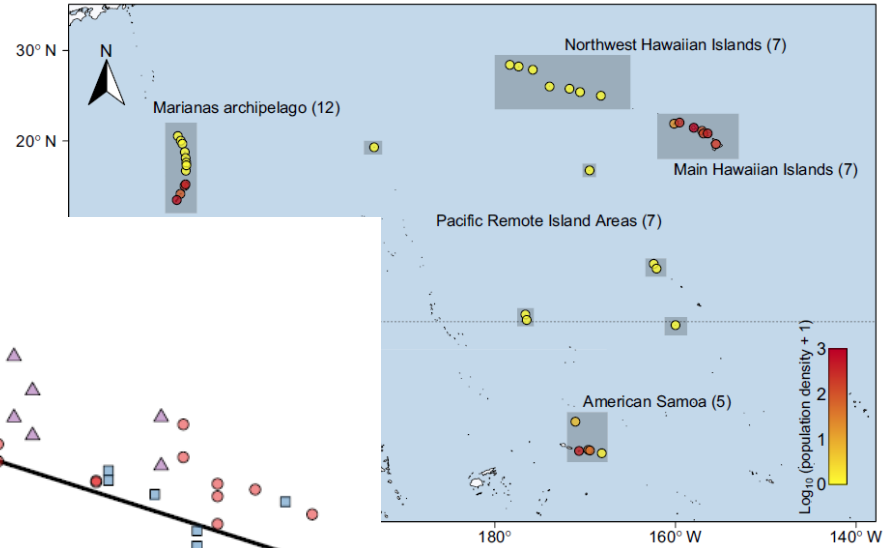 Northwest Hawaiian Islands (7)
30° N
N
Marianas archipelago (12)
20° N
Main Hawaiian Islands (7)
Pacific Remote Island Areas (7)
American Samoa (5)
Log₁₀ (population density + 1)
3
2
1
0
180°
160° W
140° W